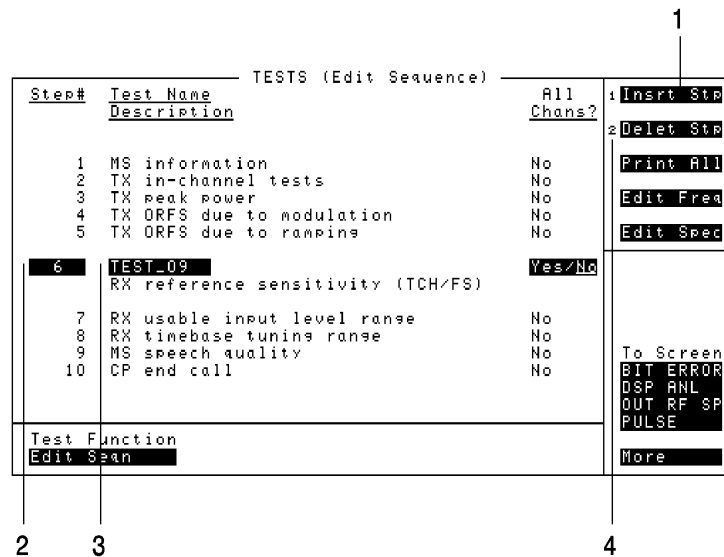 1
TESTS (Edit Sequence)
Step# Test Name All
Description Chans?
1 MS information No
2 TX in-channel tests No
3 TX peak power No
4 TX ORFS due to modulation No
5 TX ORFS due to ramping No
6 TEST_09 Yes/No
RX reference sensitivity (TCH/FS)
7 RX usable input level range No
8 RX timebase tuning range No
9 MS speech quality No
10 CP end call No
Test Function
Edit Seqn
1 Insrt Stp
2 Delet Stp
Print All
Edit Freq
Edit Spec
To Screen
BIT ERROR
DSP ANL
OUT RF SP
PULSE
More
2 3 4